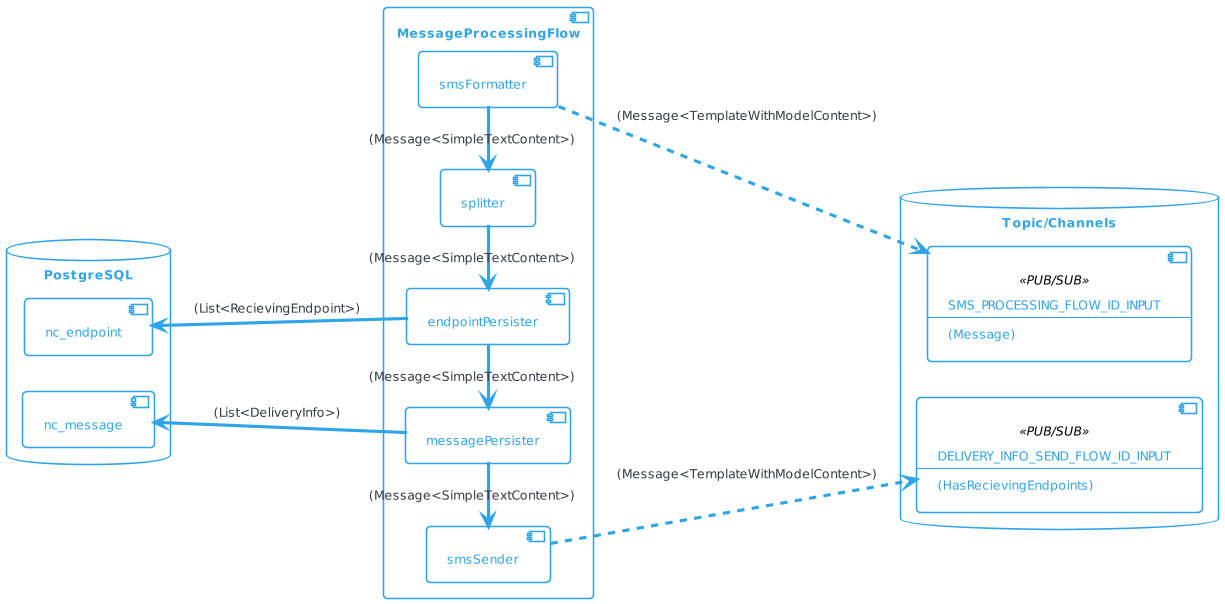 MessageProcessingFlow
smsFormatter
(Message<TemplateWithModelContent>)
(Message<SimpleTextContent>)
splitter
(Message<SimpleTextContent>)
endpointPersister
(Message<SimpleTextContent>)
messagePersister
(Message<SimpleTextContent>)
smsSender
PostgreSQL
nc_endpoint
(List<RecievingEndpoint>)
nc_message
(List<DeliveryInfo>)
Topic/Channels
«PUB/SUB»
SMS_PROCESSING_FLOW_ID_INPUT
(Message)
«PUB/SUB»
DELIVERY_INFO_SEND_FLOW_ID_INPUT
(HasRecievingEndpoints)
(Message<TemplateWithModelContent>)